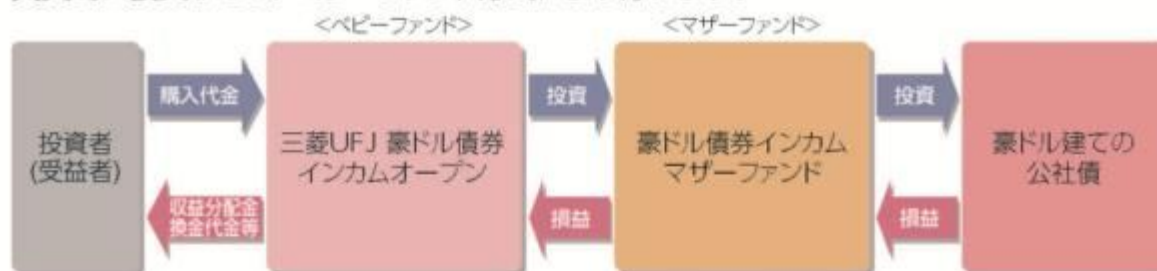 <ベビーファンド>
<マザーファンド>
購入代金
投資
投資
投資者
(受益者)
三菱UFJ 豪ドル債券
インカムオープン
豪ドル債券インカム
マザーファンド
豪ドル建ての
公社債
収益分配金
換金代金等
損益
損益